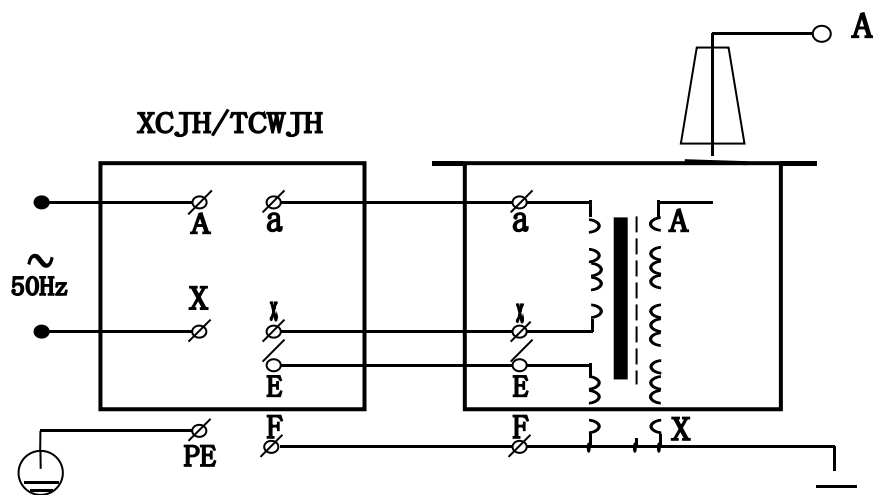 A
XCJH/TCWJH
A a a A
~
50Hz
X x x
E E
F F X
PE